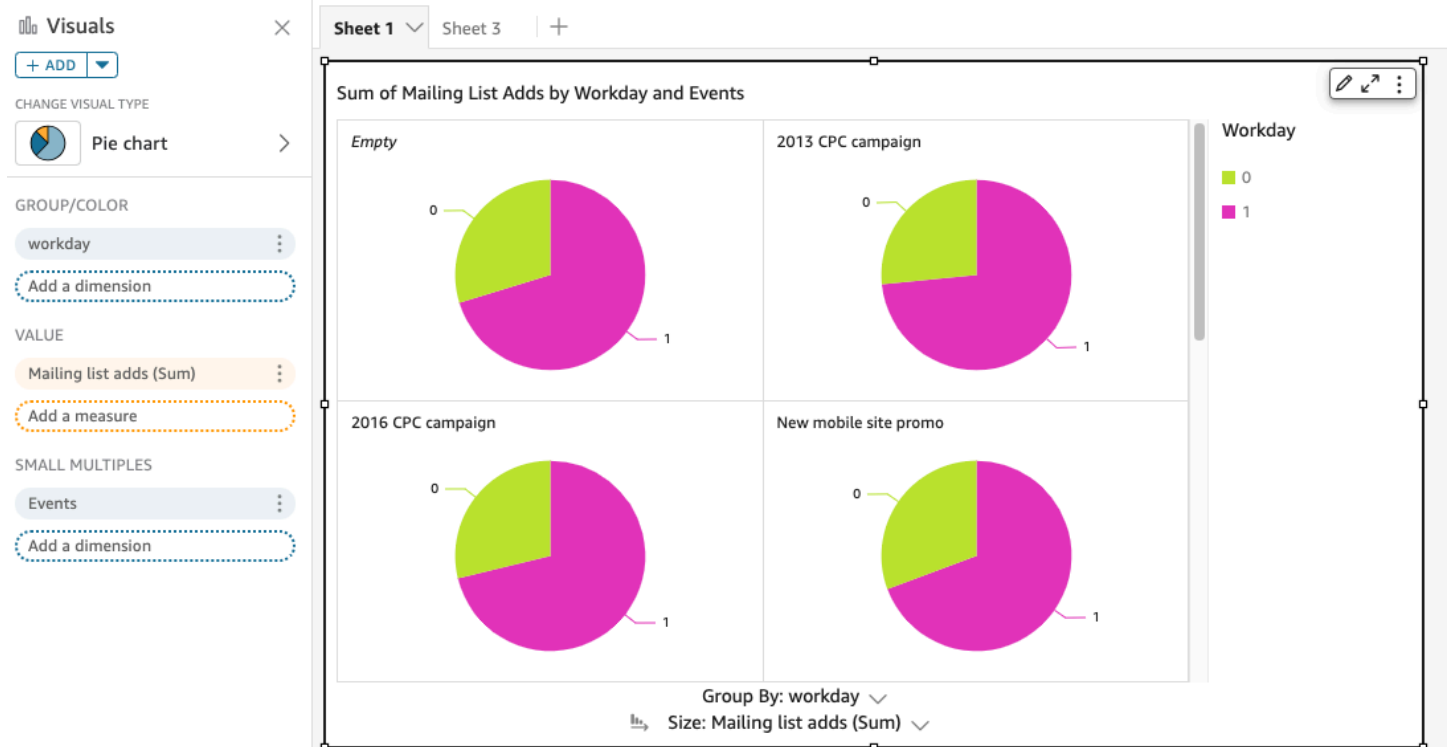 Visuals
+ ADD
CHANGE VISUAL TYPE
Pie chart
GROUP/COLOR
workday
Add a dimension
VALUE
Mailing list adds (Sum)
Add a measure
SMALL MULTIPLES
Events
Add a dimension
Sheet 1
Sheet 3
Sum of Mailing List Adds by Workday and Events
Empty
0
1
2013 CPC campaign
0
1
2016 CPC campaign
0
1
New mobile site promo
0
1
Workday
0
1
Group By: workday
Size: Mailing list adds (Sum)